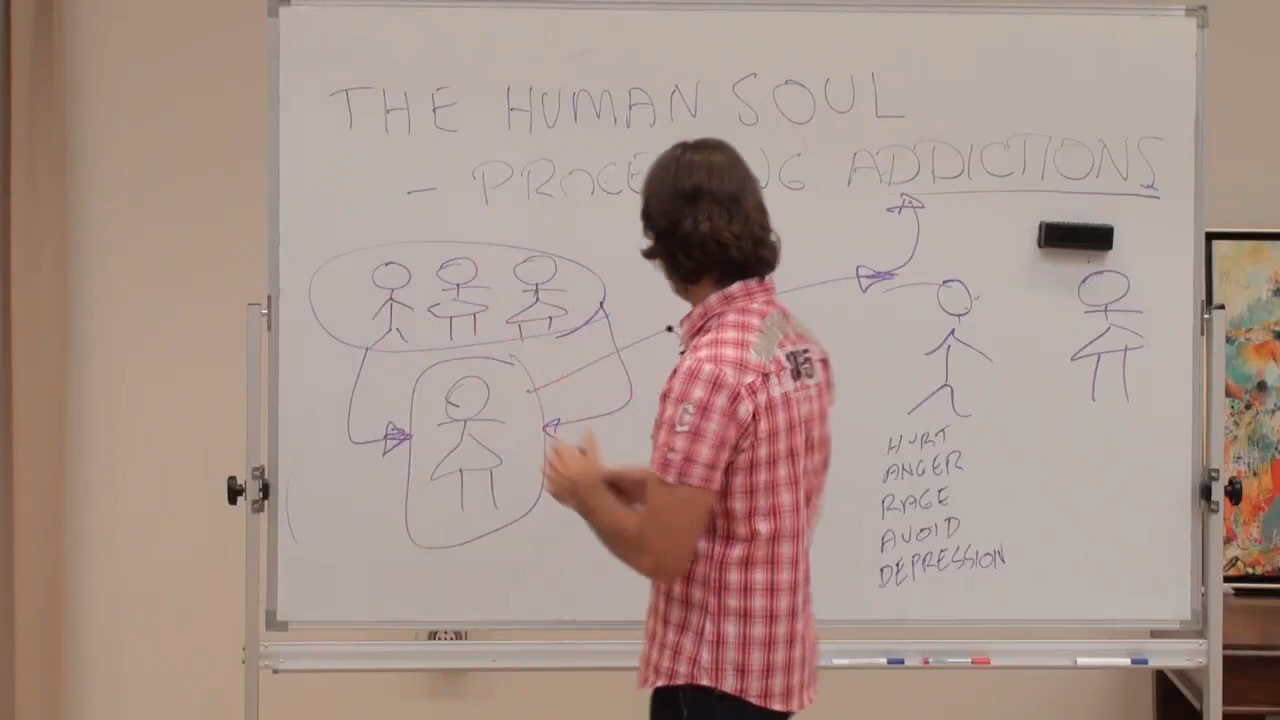 THE HUMAN SOUL
- ADDICTIONS
HURT
ANGER
RAGE
AVOID
DEPRESSION